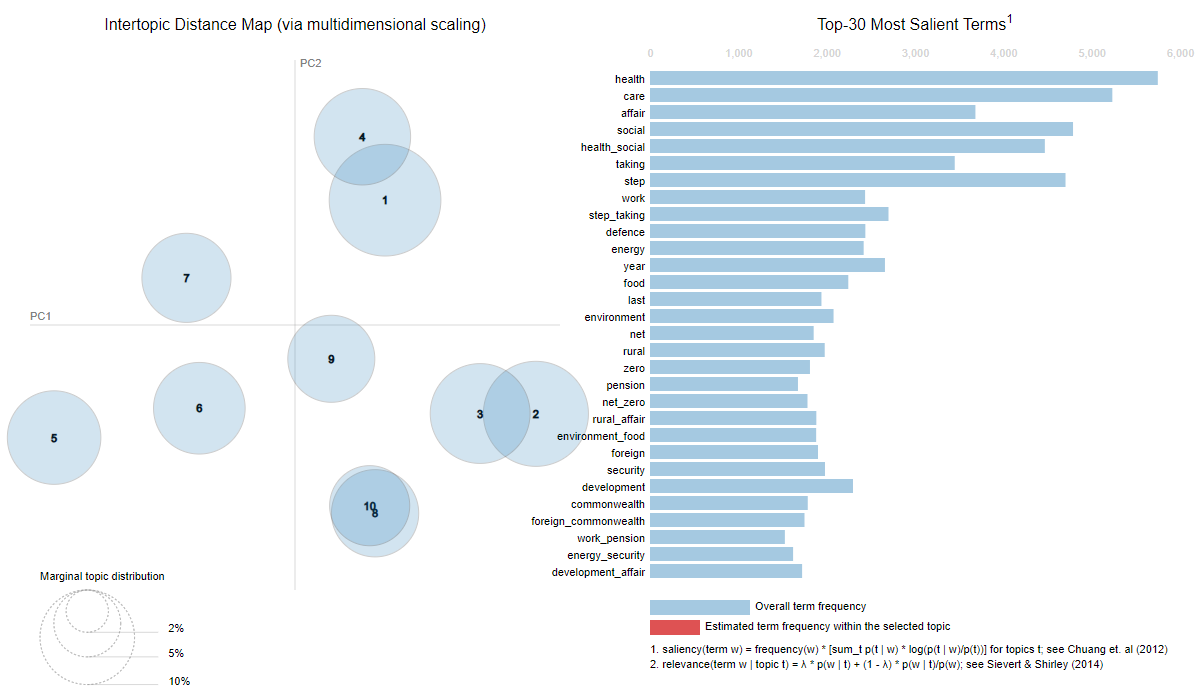 Intertopic Distance Map (via multidimensional scaling)
PC2
PC1
4
1
7
9
6
5
3
2
10
8
Marginal topic distribution
2%
5%
10%
Top-30 Most Salient Terms1
0 1,000 2,000 3,000 4,000 5,000 6,000
health
care
affair
social
health_social
taking
step
work
step_taking
defence
energy
year
food
last
environment
net
rural
zero
pension
net_zero
rural_affair
environment_food
foreign
security
development
commonwealth
foreign_commonwealth
work_pension
energy_security
development_affair
Overall term frequency
Estimated term frequency within the selected topic
1. saliency(term w) = frequency(w) * [sum_t p(t | w) * log(p(t | w)/p(t))] for topics t; see Chuang et. al (2012)
2. relevance(term w | topic t) = λ * p(w | t) + (1 - λ) * p(w | t)/p(w); see Sievert & Shirley (2014)